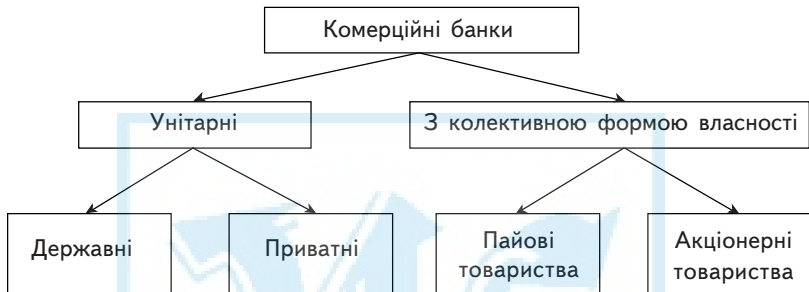 Комерційні банки
Унітарні
З колективною формою власності
Державні
Приватні
Пайові
товариства
Акціонерні
товариства